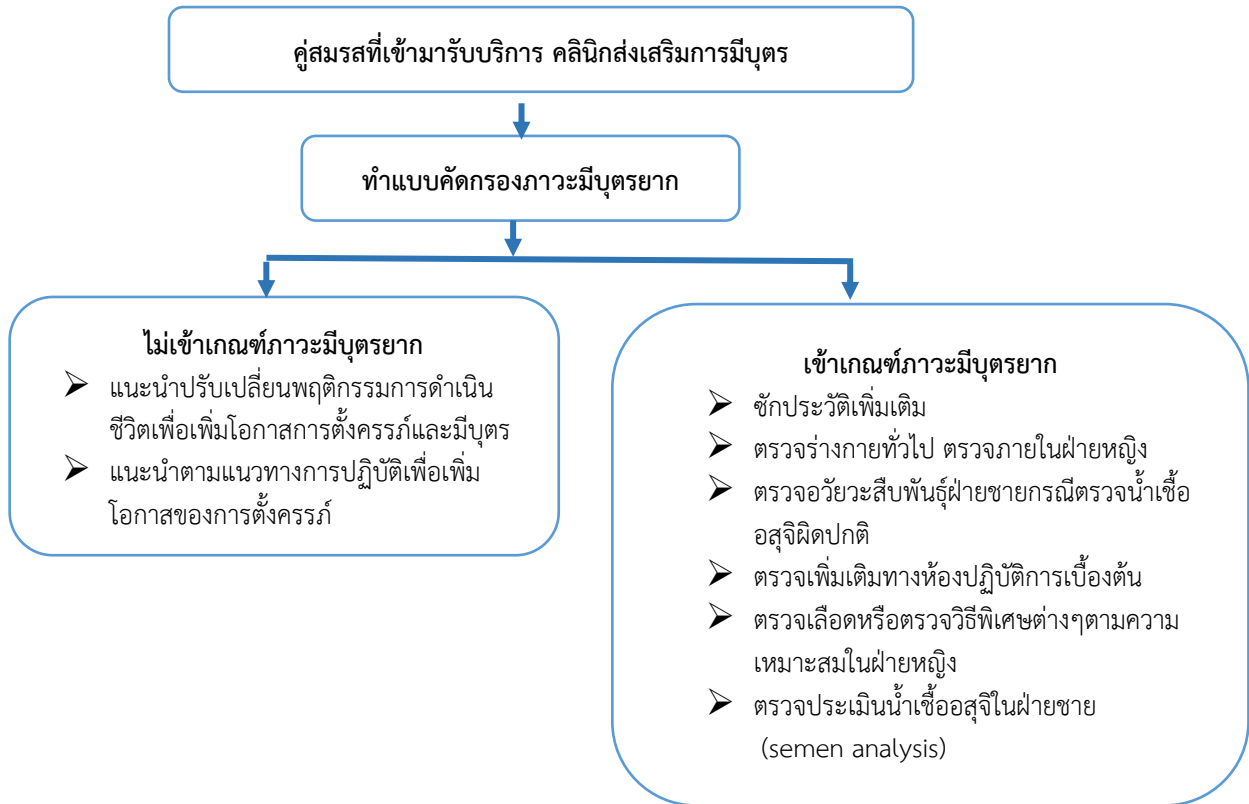 คู่สมรสที่เข้ามารับบริการ คลินิกส่งเสริมการมีบุตร
ทำแบบคัดกรองภาวะมีบุตรยาก
ไม่เข้าเกณฑ์ภาวะมีบุตรยาก
➢ แนะนำปรับเปลี่ยนพฤติกรรมการดำเนิน
ชีวิตเพื่อเพิ่มโอกาสการตั้งครรภ์และมีบุตร
➢ แนะนำตามแนวทางการปฏิบัติเพื่อเพิ่ม
โอกาสของการตั้งครรภ์
เข้าเกณฑ์ภาวะมีบุตรยาก
➢ ซักประวัติเพิ่มเติม
➢ ตรวจร่างกายทั่วไป ตรวจภายในฝ่ายหญิง
➢ ตรวจอวัยวะสืบพันธุ์ฝ่ายชายกรณีตรวจน้ำเชื้อ
อสุจิผิดปกติ
➢ ตรวจเพิ่มเติมทางห้องปฏิบัติการเบื้องต้น
➢ ตรวจเลือดหรือตรวจวิธีพิเศษต่างๆตามความ
เหมาะสมในฝ่ายหญิง
➢ ตรวจประเมินน้ำเชื้ออสุจิในฝ่ายชาย
(semen analysis)